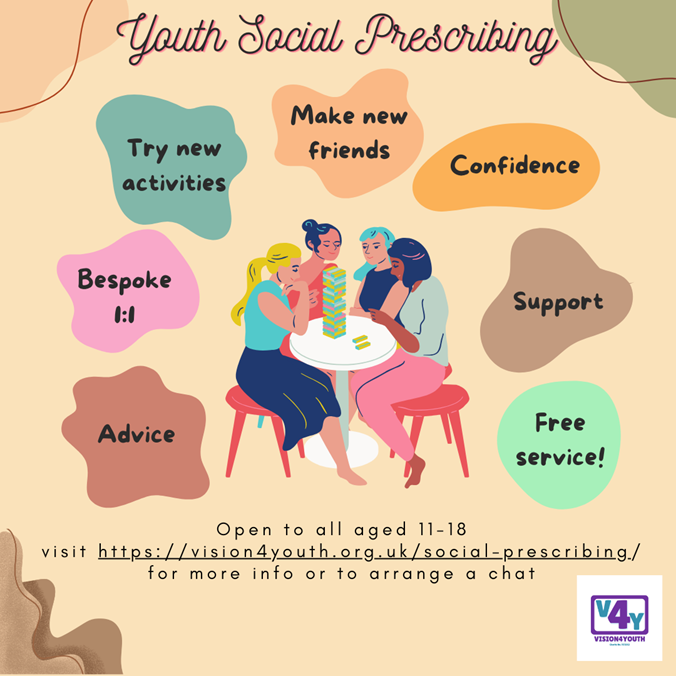 Youth Social Prescribing
Make new
friends
Try new
activities
Confidence
Bespoke
1:1
Support
Advice
Free
service!
Open to all aged 11-18
visit https://vision4youth.org.uk/social-prescribing/
for more info or to arrange a chat
V4Y
VISION4YOUTH